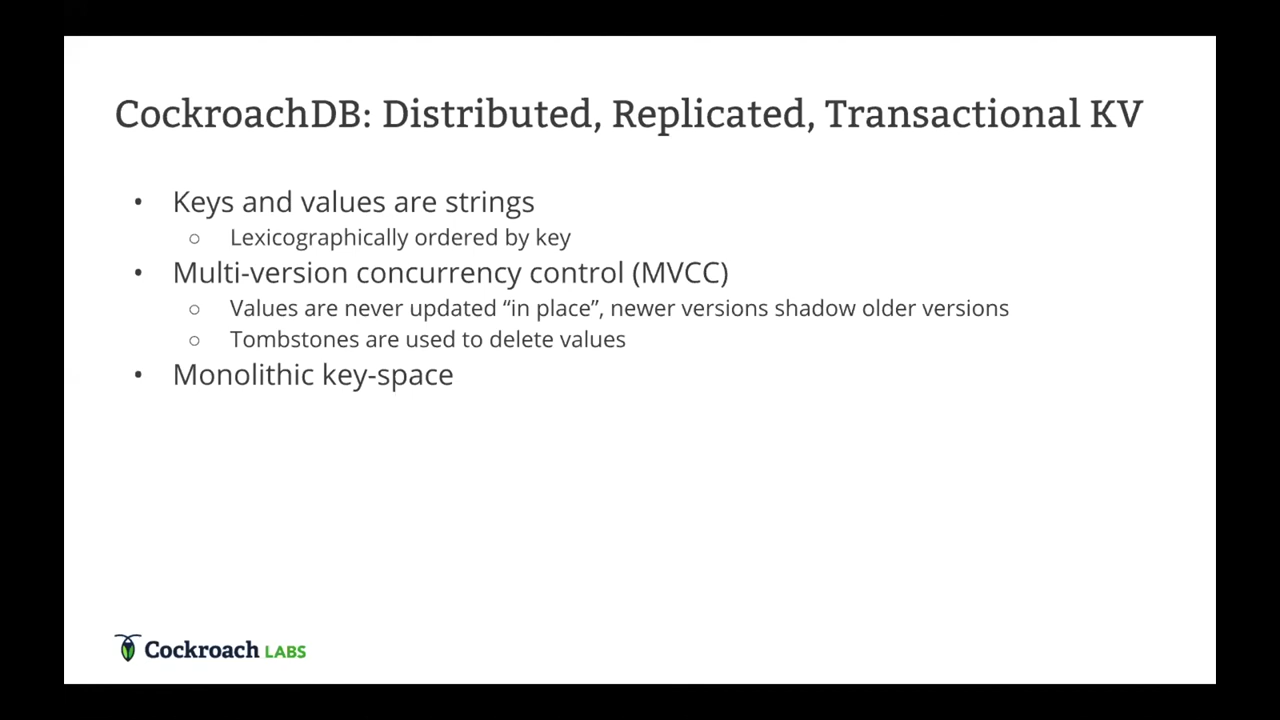 CockroachDB: Distributed, Replicated, Transactional KV
• Keys and values are strings
○ Lexicographically ordered by key
• Multi-version concurrency control (MVCC)
○ Values are never updated “in place”, newer versions shadow older versions
○ Tombstones are used to delete values
• Monolithic key-space
Cockroach LABS